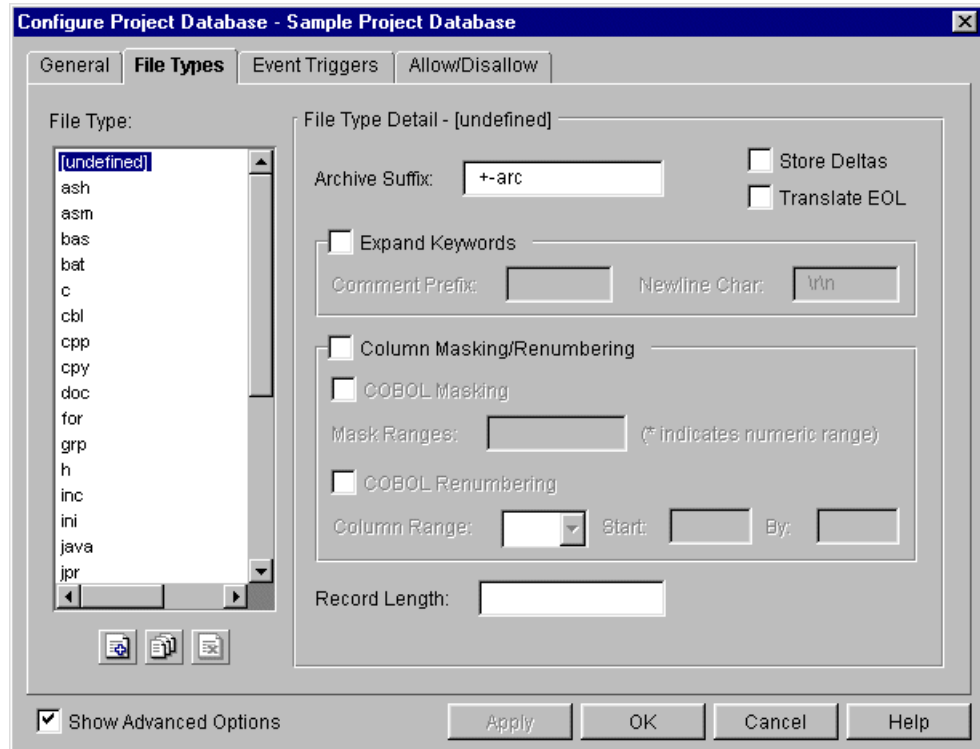 Configure Project Database - Sample Project Database
General File Types Event Triggers Allow/Disallow
File Type:
[undefined]
ash
asm
bas
bat
c
cbl
cpp
cpy
doc
for
grp
h
inc
ini
java
jpr
File Type Detail - [undefined]
Archive Suffix: +-arc
Store Deltas
Translate EOL
Expand Keywords
Comment Prefix: Newline Char: \r\n
Column Masking/Renumbering
COBOL Masking
Mask Ranges: (* indicates numeric range)
COBOL Renumbering
Column Range: Start: By:
Record Length:
Show Advanced Options Apply OK Cancel Help